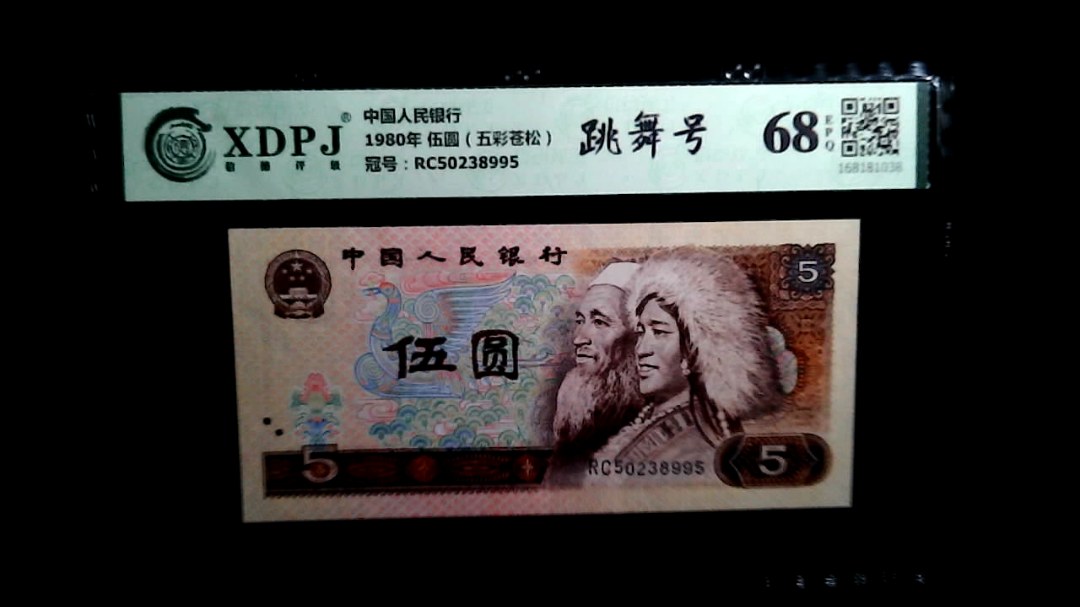 XDPJ®
中国人民银行
1980年 伍圆（五彩苍松）
冠号：RC50238995
跳舞号
68
EPQ
168181038
中国人民银行
5
伍圆
5
RC50238995
5